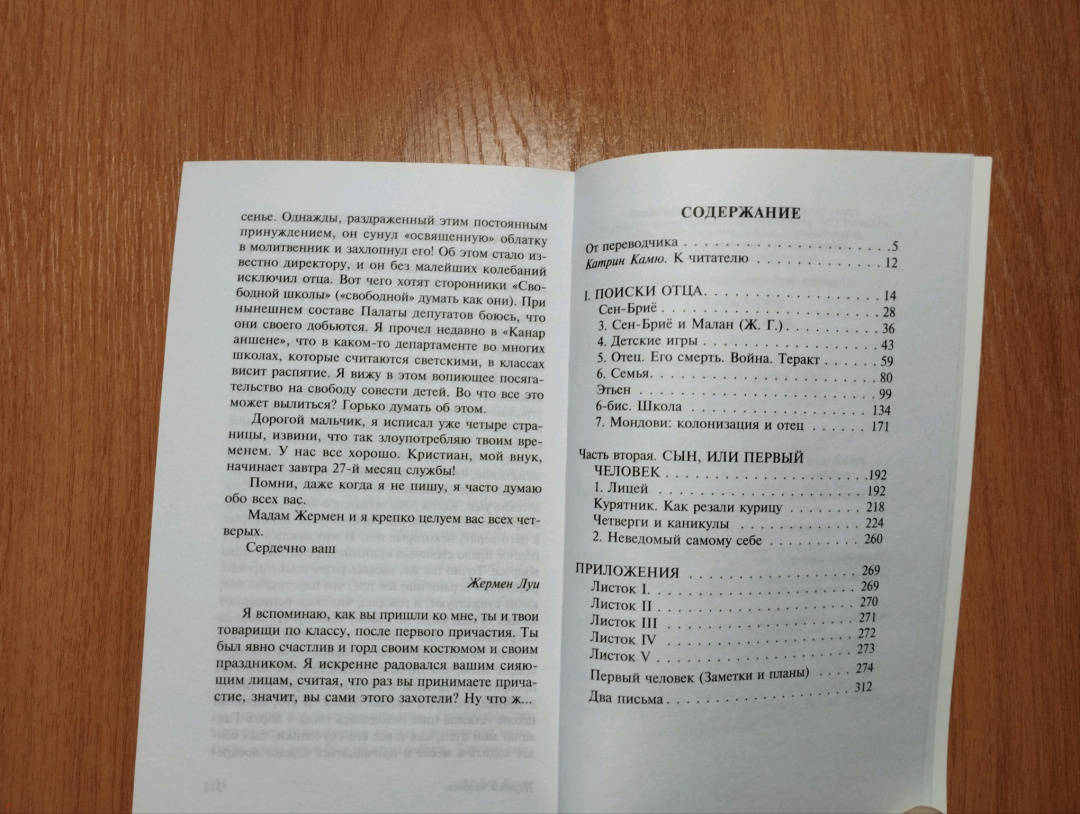 сенье. Однажды, раздраженный этим постоянным
принуждением, он сунул «освященную» облатку
в молитвенник и захлопнул его! Об этом стало из-
вестно директору, и он без малейших колебаний
исключил отца. Вот чего хотят сторонники «Сво-
бодной школы» («свободной» думать как они). При
нынешнем составе Палаты депутатов боюсь, что
они своего добьются. Я прочел недавно в «Канар
аншене», что в каком-то департаменте во многих
школах, которые считаются светскими, в классах
висит распятие. Я вижу в этом вопиющее посяга-
тельство на свободу совести детей. Во что все это
может вылиться? Горько думать об этом.
Дорогой мальчик, я исписал уже четыре стра-
ницы, извини, что так злоупотребляю твоим вре-
менем. У нас все хорошо. Кристиан, мой внук,
начинает завтра 27-й месяц службы!
Помни, даже когда я не пишу, я часто думаю
обо всех вас.
Мадам Жермен и я крепко целуем вас всех чет-
верых.
Сердечно ваш
Жермен Луи
Я вспоминаю, как вы пришли ко мне, ты и твои
товарищи по классу, после первого причастия. Ты
был явно счастлив и горд своим костюмом и своим
праздником. Я искренне радовался вашим сияю-
щим лицам, считая, что раз вы принимаете прича-
стие, значит, вы сами этого захотели? Ну что ж...
СОДЕРЖАНИЕ
От переводчика . . . . . . . . . . . . . . . . . . . . .5
Катрин Камю. К читателю . . . . . . . . . . . . . 12
I. ПОИСКИ ОТЦА. . . . . . . . . . . . . . . . . . 14
Сен-Бриё . . . . . . . . . . . . . . . . . . . . . . . 28
3. Сен-Бриё и Малан (Ж. Г.) . . . . . . . . . . 36
4. Детские игры . . . . . . . . . . . . . . . . . . 43
5. Отец. Его смерть. Война. Теракт . . . . . . 59
6. Семья. . . . . . . . . . . . . . . . . . . . . . . 80
Этьен . . . . . . . . . . . . . . . . . . . . . . . . . 99
6-бис. Школа . . . . . . . . . . . . . . . . . . . 134
7. Мондови: колонизация и отец . . . . . . 171
Часть вторая. СЫН, ИЛИ ПЕРВЫЙ
ЧЕЛОВЕК . . . . . . . . . . . . . . . . . . . . .192
1. Лицей . . . . . . . . . . . . . . . . . . . . . . 192
Курятник. Как резали курицу . . . . . . . . 218
Четверги и каникулы . . . . . . . . . . . . . 224
2. Неведомый самому себе . . . . . . . . . . 260
ПРИЛОЖЕНИЯ . . . . . . . . . . . . . . . . . . 269
Листок I. . . . . . . . . . . . . . . . . . . . . . 269
Листок II . . . . . . . . . . . . . . . . . . . . . 270
Листок III . . . . . . . . . . . . . . . . . . . . 271
Листок IV . . . . . . . . . . . . . . . . . . . . 272
Листок V . . . . . . . . . . . . . . . . . . . . . 273
Первый человек (Заметки и планы) . . . . 274
Два письма . . . . . . . . . . . . . . . . . . . . 312